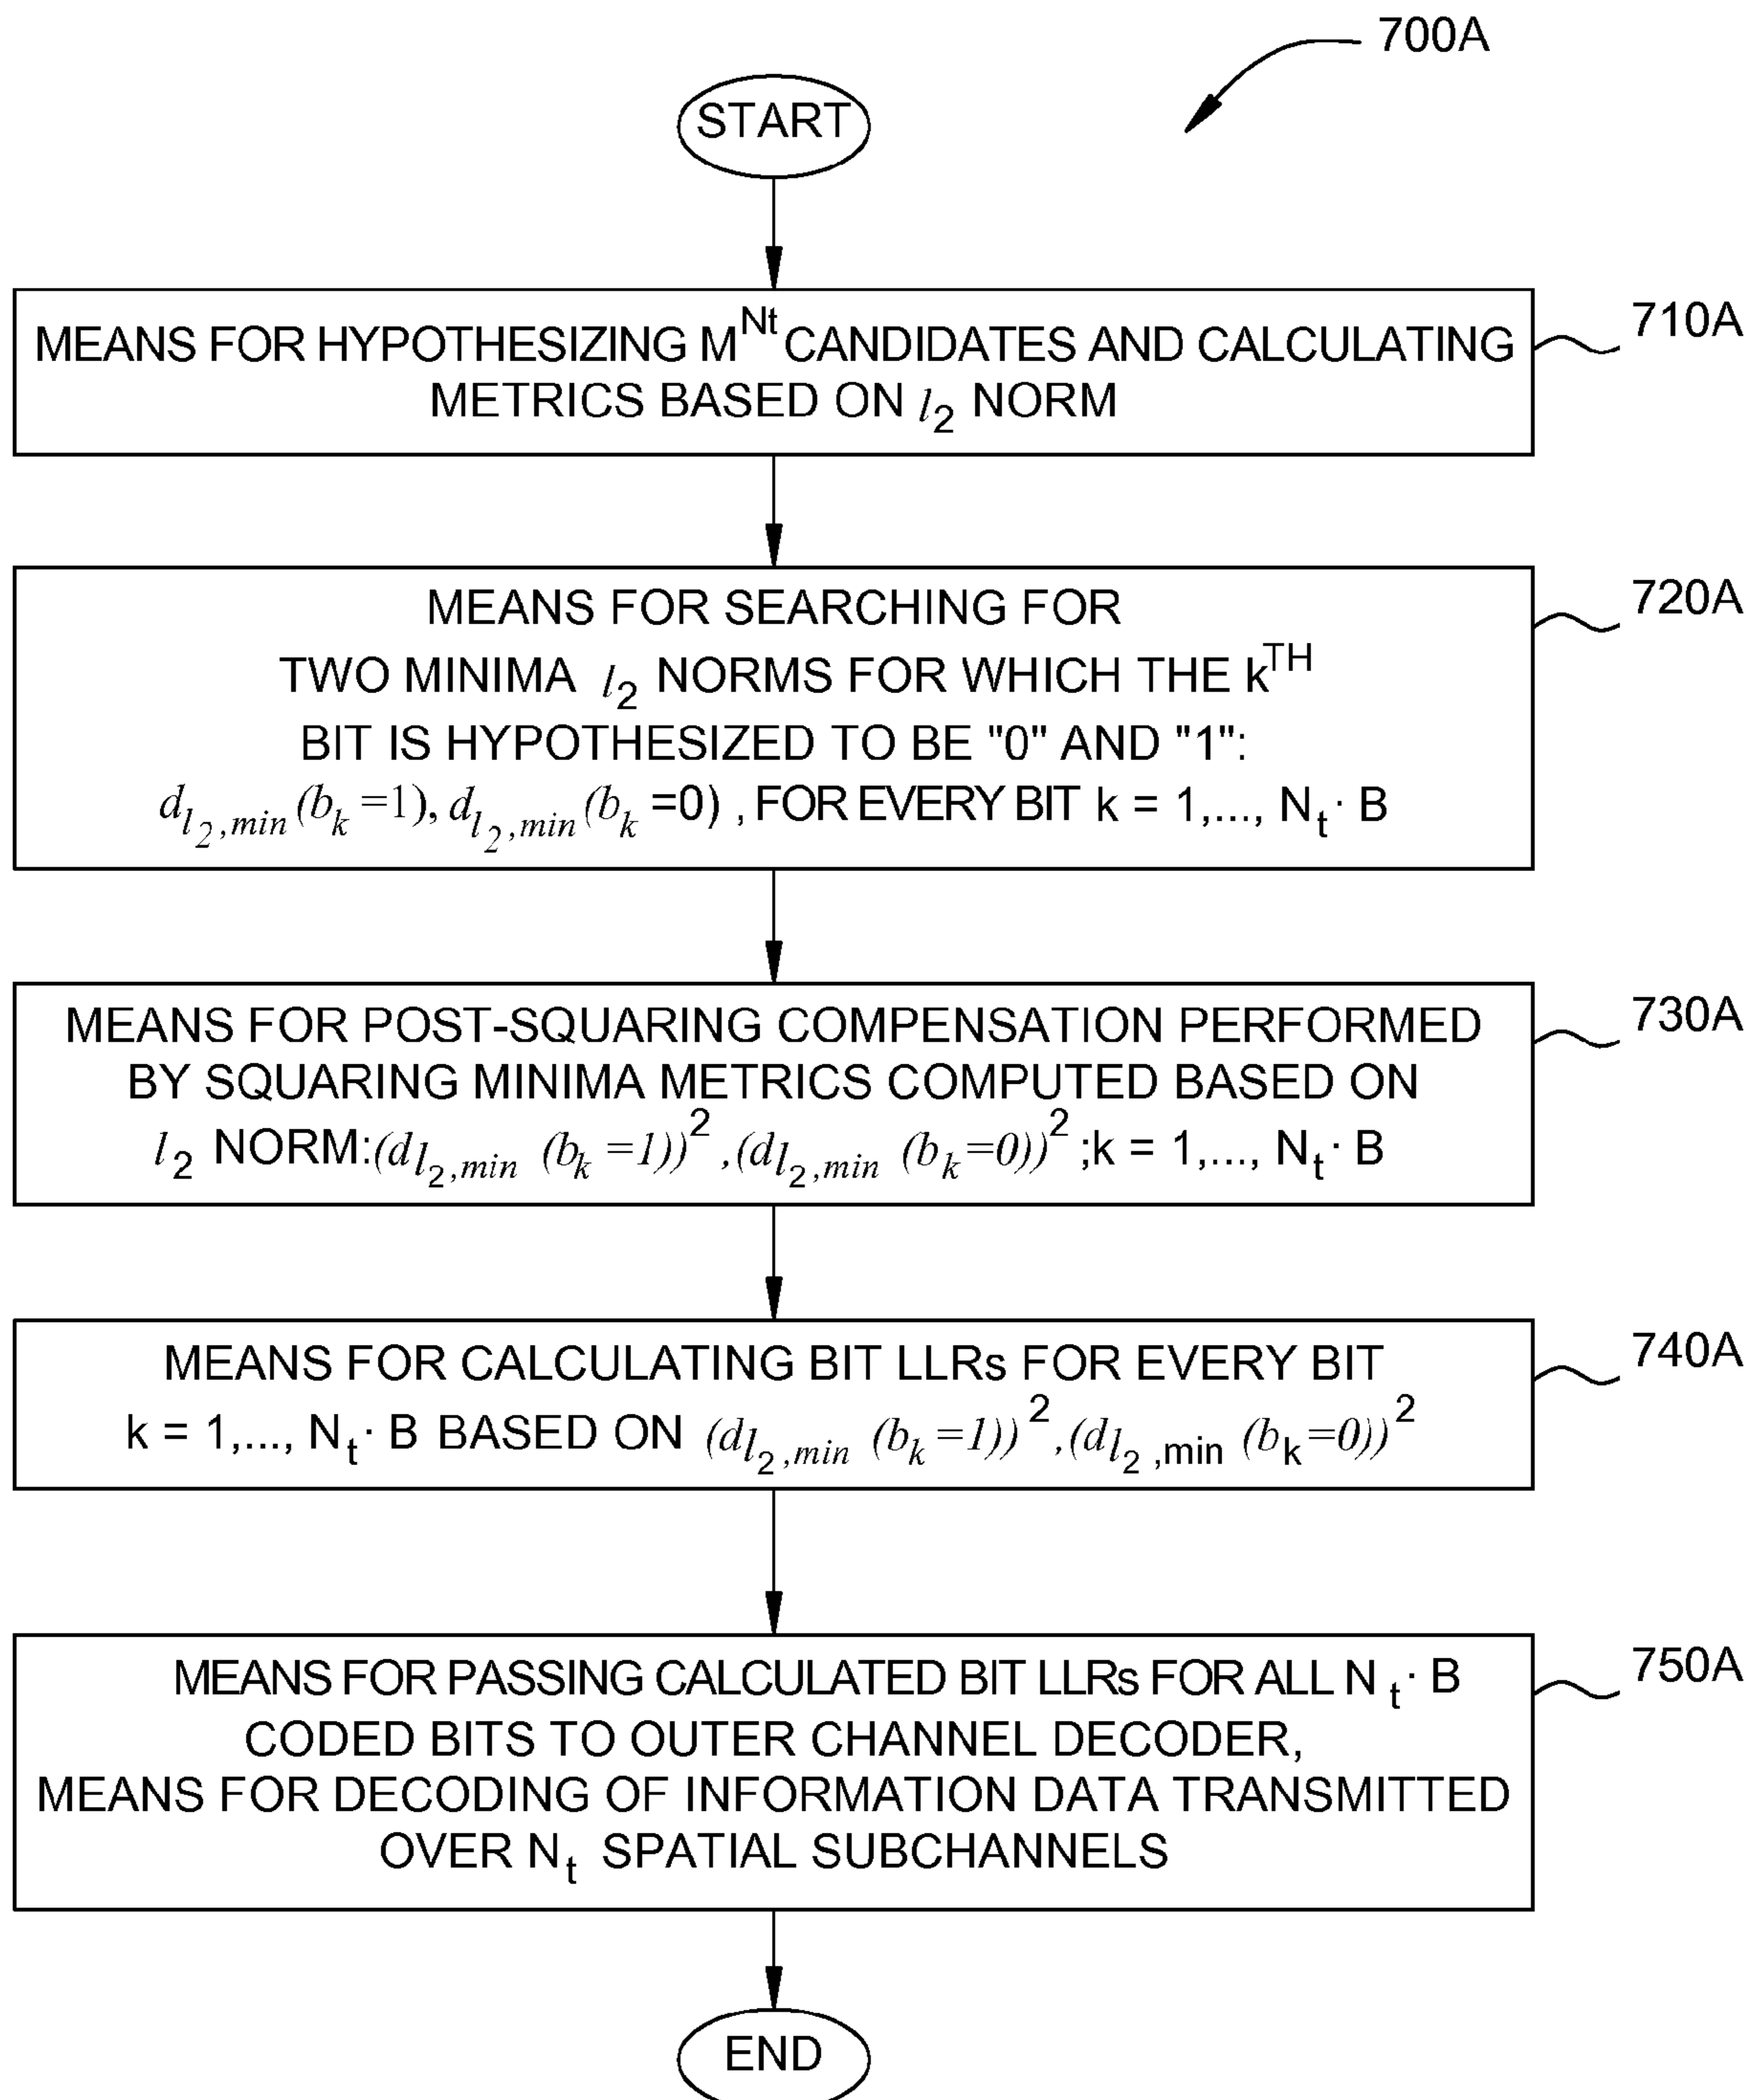 700A
START
710A
MEANS FOR HYPOTHESIZING M^Nt CANDIDATES AND CALCULATING
METRICS BASED ON l₂ NORM
720A
MEANS FOR SEARCHING FOR
TWO MINIMA l₂ NORMS FOR WHICH THE k^TH
BIT IS HYPOTHESIZED TO BE "0" AND "1":
d_{l₂,min}(b_k=1), d_{l₂,min}(b_k=0), FOR EVERY BIT k = 1,..., N_t · B
730A
MEANS FOR POST-SQUARING COMPENSATION PERFORMED
BY SQUARING MINIMA METRICS COMPUTED BASED ON
l₂ NORM:(d_{l₂,min} (b_k=1))²,(d_{l₂,min} (b_k=0))²;k = 1,..., N_t · B
740A
MEANS FOR CALCULATING BIT LLRs FOR EVERY BIT
k = 1,..., N_t · B BASED ON (d_{l₂,min} (b_k=1))²,(d_{l₂,min} (b_k=0))²
750A
MEANS FOR PASSING CALCULATED BIT LLRs FOR ALL N_t · B
CODED BITS TO OUTER CHANNEL DECODER,
MEANS FOR DECODING OF INFORMATION DATA TRANSMITTED
OVER N_t SPATIAL SUBCHANNELS
END